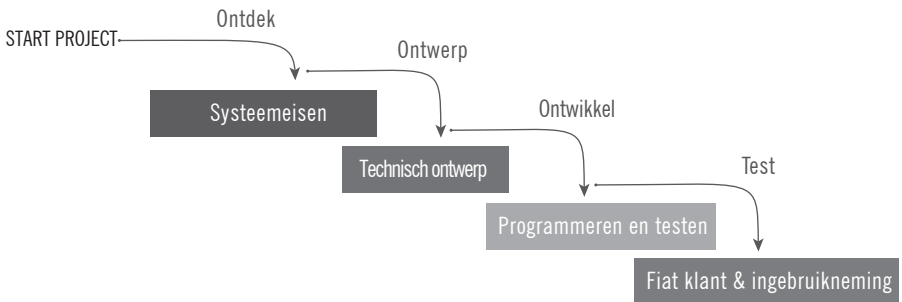 Ontdek
START PROJECT
Ontwerp
Systeemeisen
Ontwikkel
Technisch ontwerp
Test
Programmeren en testen
Fiat klant & ingebruikneming